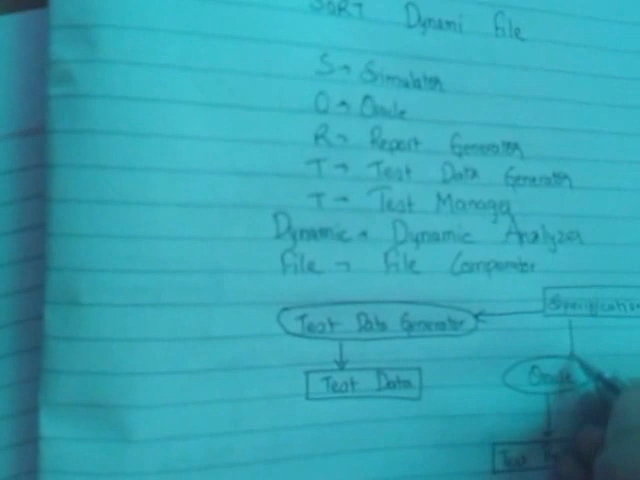 SORT Dynami File
S → Simulator
O → Oracle
R → Report Generator
T → Test Data Generator
T → Test Manager
Dynamic → Dynamic Analyzer
File → File Comparator
Specification
Test Data Generator
Test Data Oracle
Test